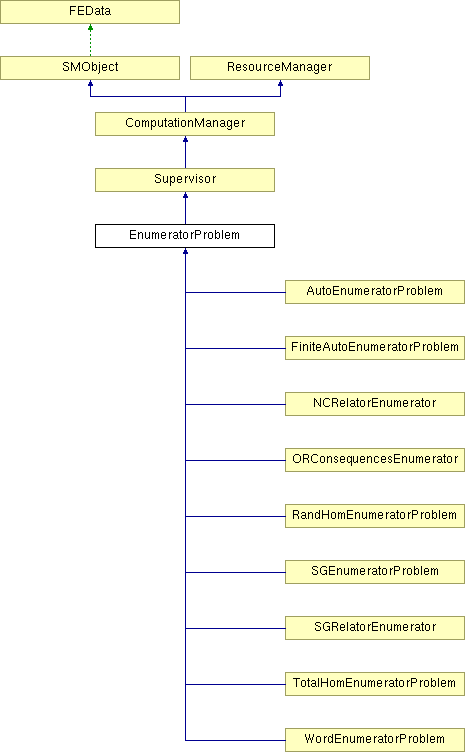 FEData
SMObject
ResourceManager
ComputationManager
Supervisor
EnumeratorProblem
AutoEnumeratorProblem
FiniteAutoEnumeratorProblem
NCRelatorEnumerator
ORConsequencesEnumerator
RandHomEnumeratorProblem
SGEnumeratorProblem
SGRelatorEnumerator
TotalHomEnumeratorProblem
WordEnumeratorProblem